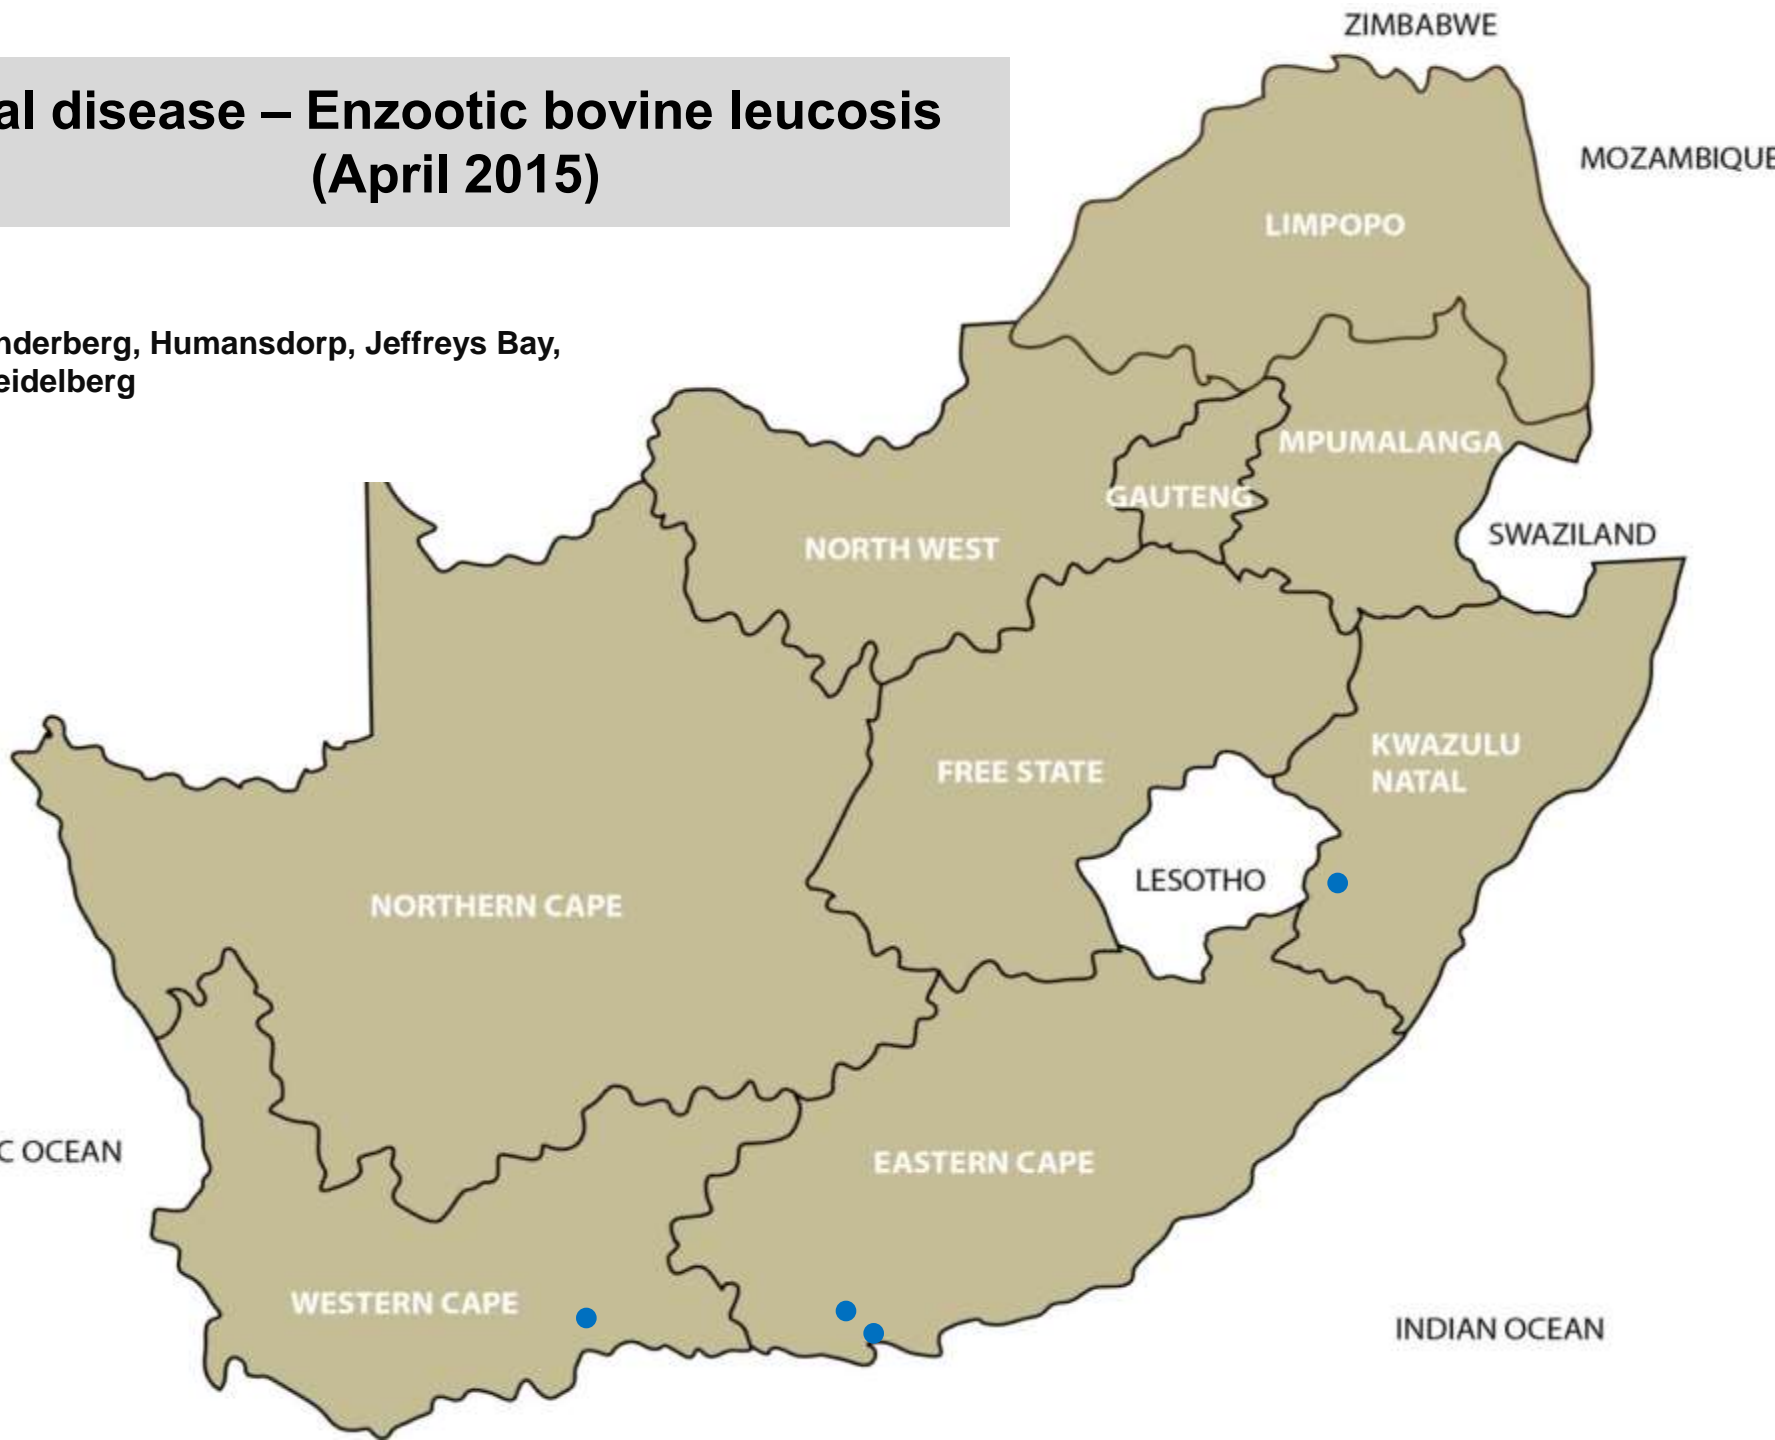 al disease – Enzootic bovine leucosis
(April 2015)
nderberg, Humansdorp, Jeffreys Bay,
eidelberg
ZIMBABWE
MOZAMBIQUE
LIMPOPO
MPUMALANGA
GAUTENG
NORTH WEST
SWAZILAND
KWAZULU
NATAL
FREE STATE
LESOTHO
NORTHERN CAPE
C OCEAN
EASTERN CAPE
WESTERN CAPE
INDIAN OCEAN